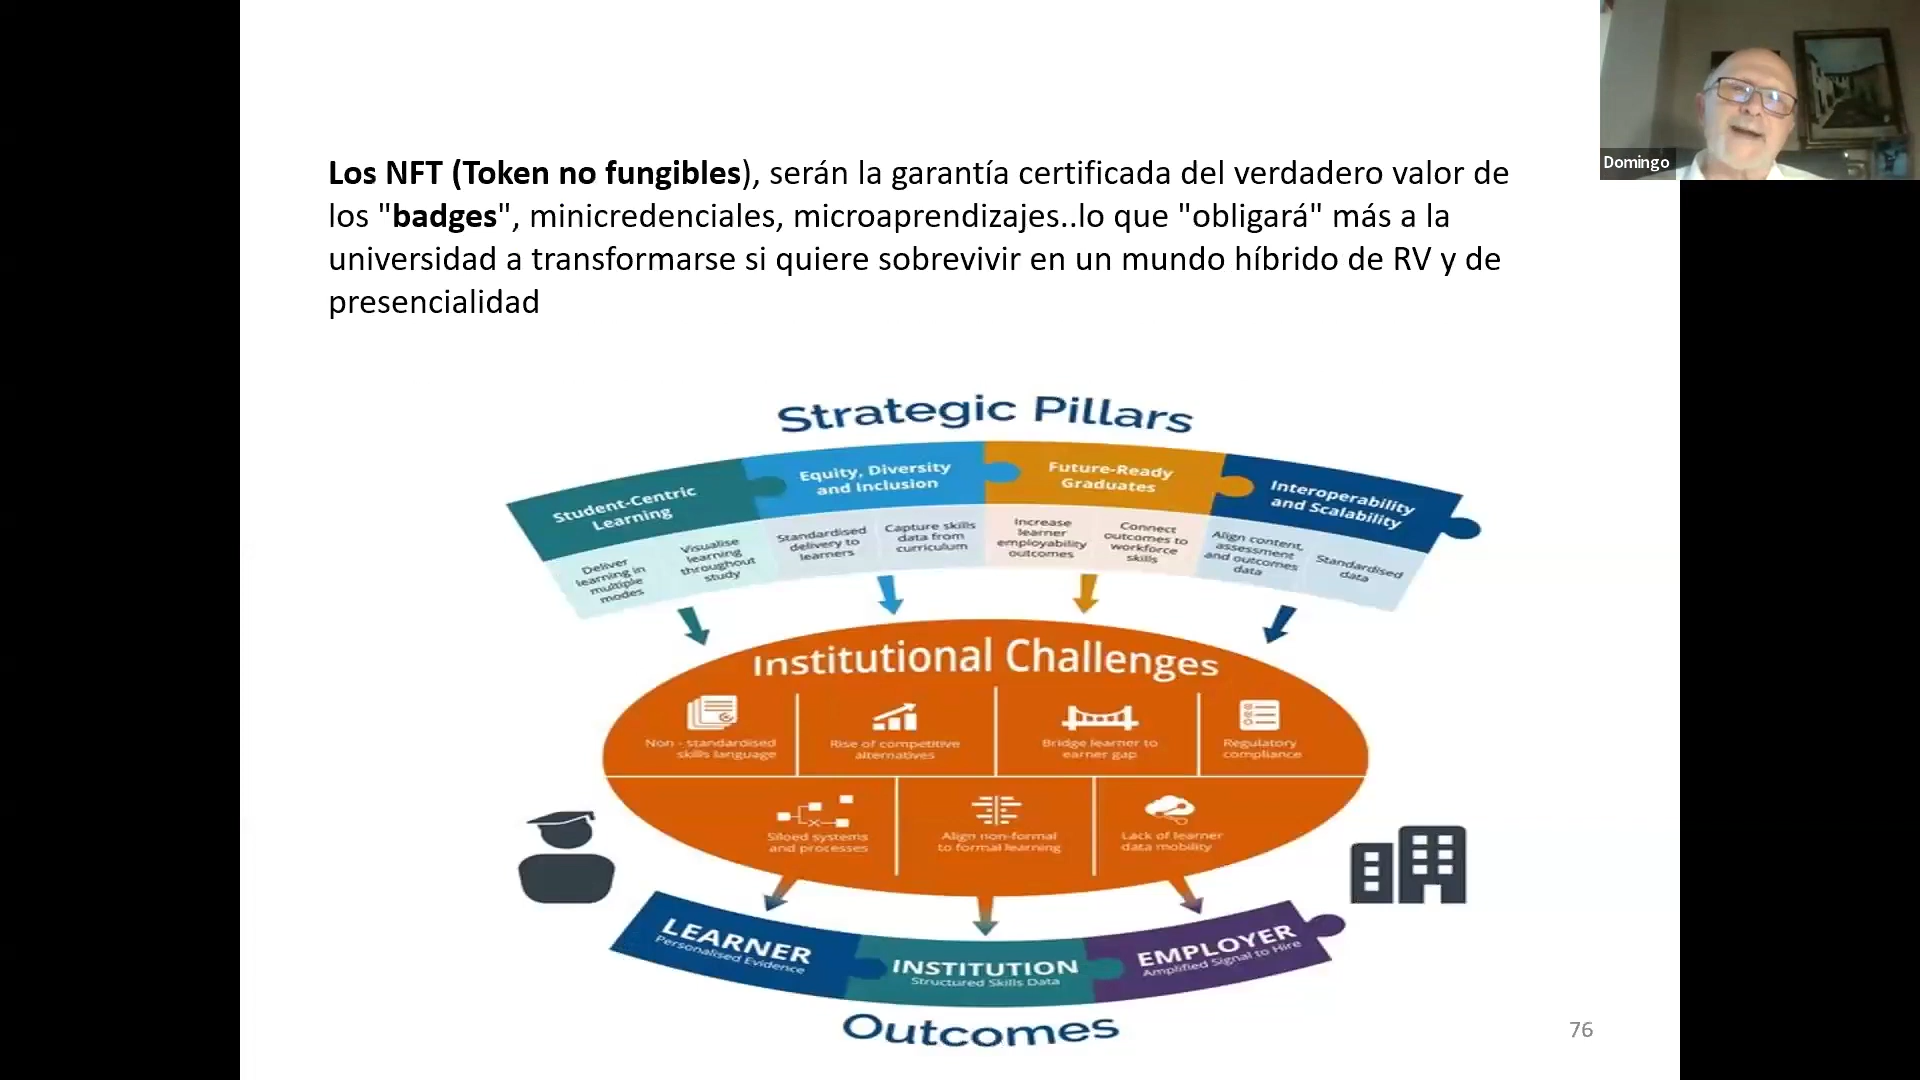 Domingo
Los NFT (Token no fungibles), serán la garantía certificada del verdadero valor de
los "badges", minicredenciales, microaprendizajes..lo que "obligará" más a la
universidad a transformarse si quiere sobrevivir en un mundo híbrido de RV y de
presencialidad
Strategic Pillars
Student-Centric
Learning
Equity, Diversity
and Inclusion
Future-Ready
Graduates
Interoperability
and Scalability
Deliver
learning in
multiple
modes
Visualise
learning
throughout
study
Standardised
delivery to
learners
Capture skills
data from
curriculum
Increase
learner
employability
outcomes
Connect
outcomes to
workforce
skills
Align content,
assessment
and outcomes
data
Standardised
data
Institutional Challenges
Non - standardised
skills language
Rise of competitive
alternatives
Bridge learner to
earner gap
Regulatory
compliance
Siloed systems
and processes
Align non-formal
to formal learning
Lack of learner
data mobility
LEARNER
Personalised Evidence
INSTITUTION
Structured Skills Data
EMPLOYER
Amplified Signal to Hire
Outcomes
76